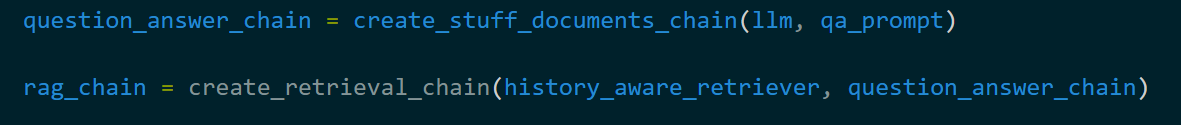 question_answer_chain = create_stuff_documents_chain(llm, qa_prompt)
rag_chain = create_retrieval_chain(history_aware_retriever, question_answer_chain)